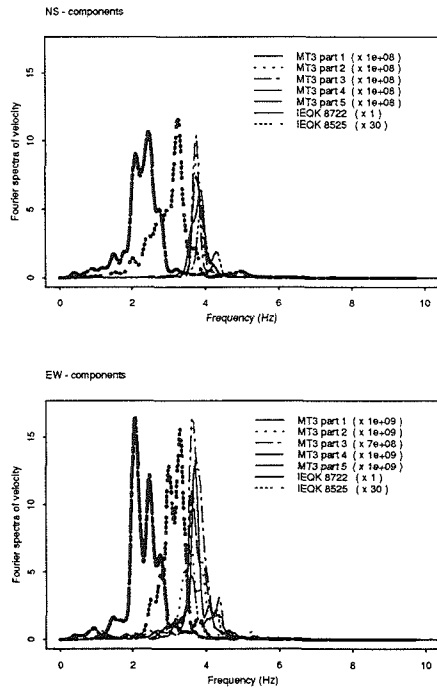 NS - components
Fourier spectra of velocity
15
10
5
0
MT3 part 1 ( x 1e+08)
MT3 part 2 ( x 1e+08)
MT3 part 3 ( x 1e+08)
MT3 part 4 ( x 1e+08)
MT3 part 5 ( x 1e+08)
IEQK 8722 ( x 1 )
IEQK 8525 ( x 30 )
0 2 4 6 8 10
Frequency (Hz)
EW - components
Fourier spectra of velocity
15
10
5
0
MT3 part 1 ( x 1e+09)
MT3 part 2 ( x 1e+09)
MT3 part 3 ( x 7e+08)
MT3 part 4 ( x 1e+09)
MT3 part 5 ( x 1e+09)
IEQK 8722 ( x 1 )
IEQK 8525 ( x 30 )
0 2 4 6 8 10
Frequency (Hz)